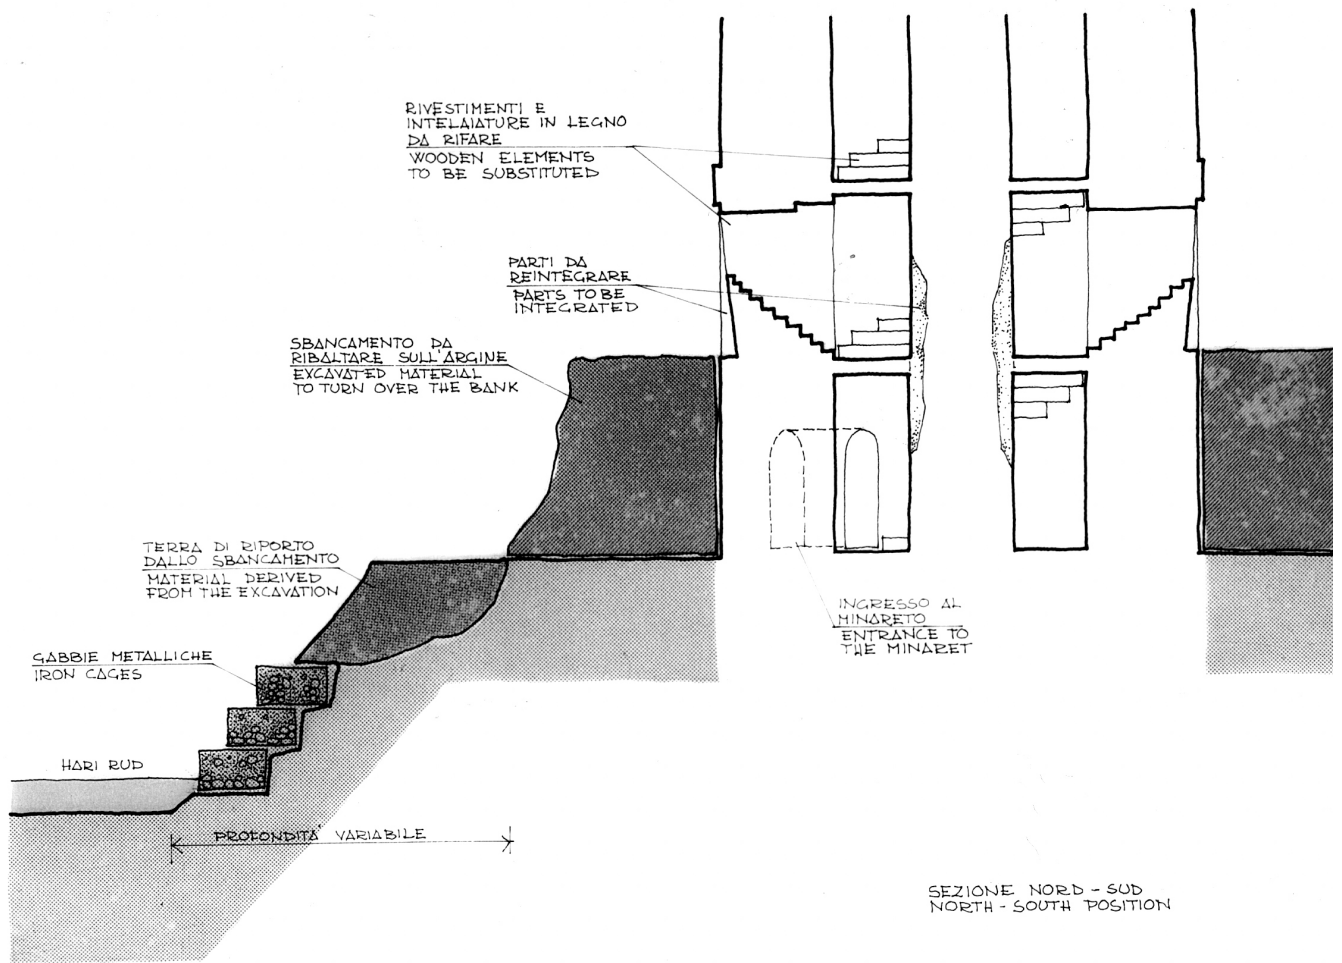 RIVESTIMENTI E
INTELAIATURE IN LEGNO
DA RIFARE
WOODEN ELEMENTS
TO BE SUBSTITUTED
PARTI DA
REINTEGRARE
PARTS TO BE
INTEGRATED
SBANCAMENTO DA
RIBALTARE SULL'ARGINE
EXCAVATED MATERIAL
TO TURN OVER THE BANK
TERRA DI RIPORTO
DALLO SBANCAMENTO
MATERIAL DERIVED
FROM THE EXCAVATION
INGRESSO AL
MINARETO
ENTRANCE TO
THE MINARET
GABBIE METALLICHE
IRON CAGES
HARI RUD
PROFONDITA' VARIABILE
SEZIONE NORD - SUD
NORTH - SOUTH POSITION